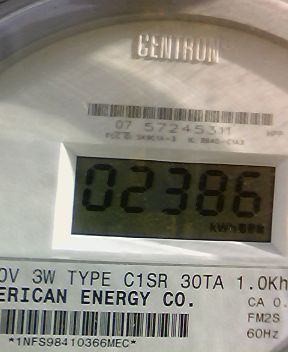 CENTRON
07 57245311
02386
kWh
0V 3W TYPE C1SR 30TA 1.0Kh
ERICAN ENERGY CO.
CA 0.
FM2S
60Hz
*1NFS98410366MEC*